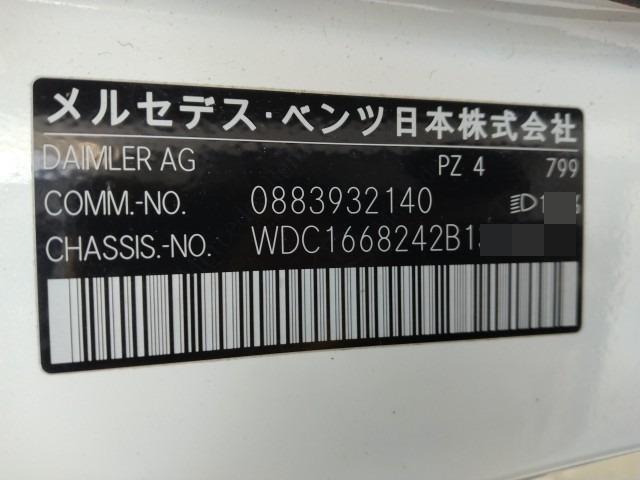 メルセデス・ベンツ日本株式会社
DAIMLER AG PZ 4 799
COMM.-NO. 0883932140
CHASSIS.-NO. WDC1668242B1